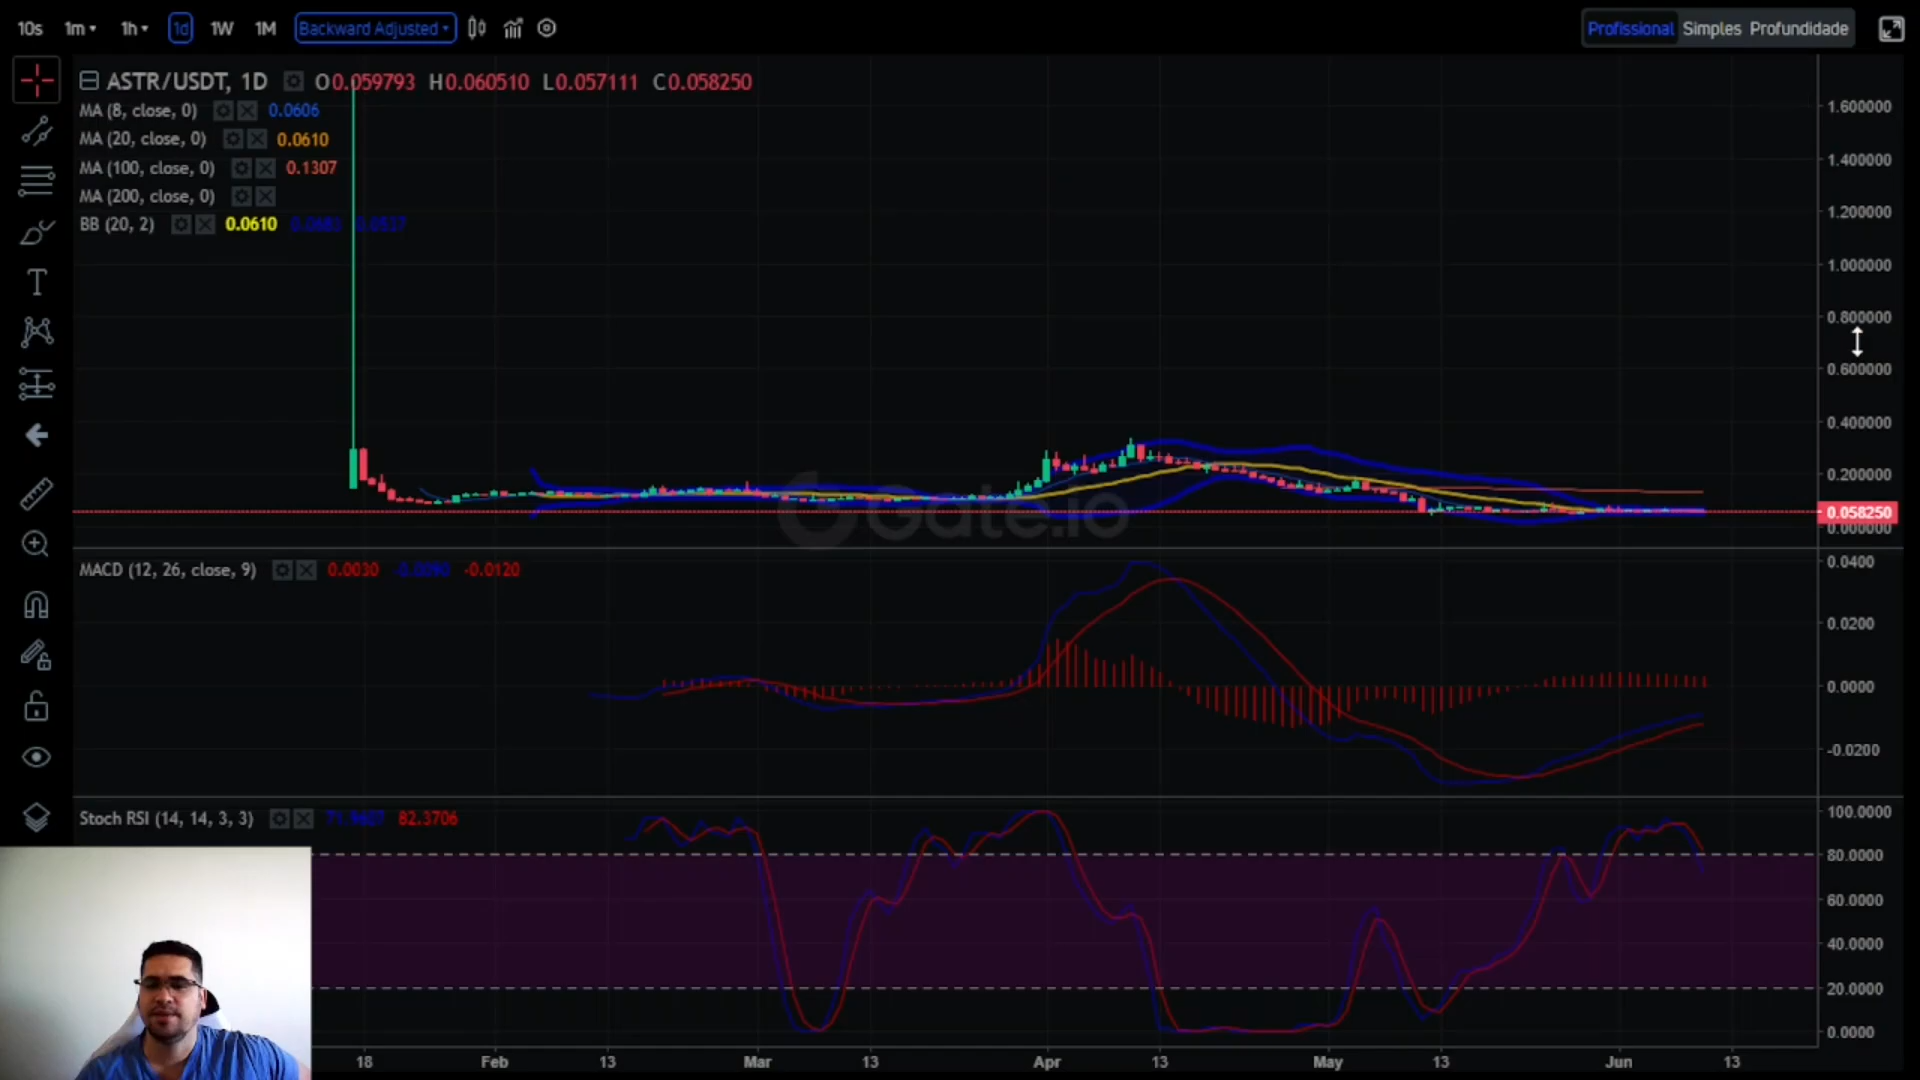 10s 1m 1h 1d 1W 1M Backward Adjusted Profissional Simples Profundidade
ASTR/USDT, 1D O0.059793 H0.060510 L0.057111 C0.058250
MA (8, close, 0) 0.0606
MA (20, close, 0) 0.0610
MA (100, close, 0) 0.1307
MA (200, close, 0)
BB (20, 2) 0.0610
1.600000
1.400000
1.200000
1.000000
0.800000
0.600000
0.400000
0.200000
0.058250
0.000000
Gate.io
MACD (12, 26, close, 9) 0.0030 -0.0120
0.0400
0.0200
0.0000
-0.0200
Stoch RSI (14, 14, 3, 3) 82.3706
100.0000
80.0000
60.0000
40.0000
20.0000
0.0000
18 Feb 13 Mar 13 Apr 13 May 13 Jun 13